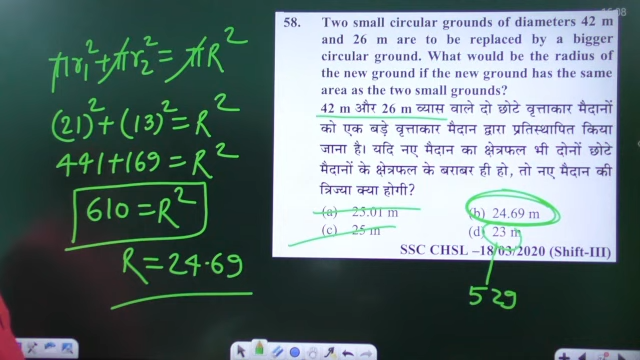 πr₁² + πr₂² = πR²
(21)² + (13)² = R²
441 + 169 = R²
610 = R²
R = 24.69
58. Two small circular grounds of diameters 42 m
and 26 m are to be replaced by a bigger
circular ground. What would be the radius of
the new ground if the new ground has the same
area as the two small grounds?
42 m और 26 m व्यास वाले दो छोटे वृत्ताकार मैदानों
को एक बड़े वृत्ताकार मैदान द्वारा प्रतिस्थापित किया
जाना है। यदि नए मैदान का क्षेत्रफल भी दोनों छोटे
मैदानों के क्षेत्रफल के बराबर ही हो, तो नए मैदान की
त्रिज्या क्या होगी?
(a) 25.01 m (b) 24.69 m
(c) 25 m (d) 23 m
SSC CHSL –18/03/2020 (Shift-III)
529